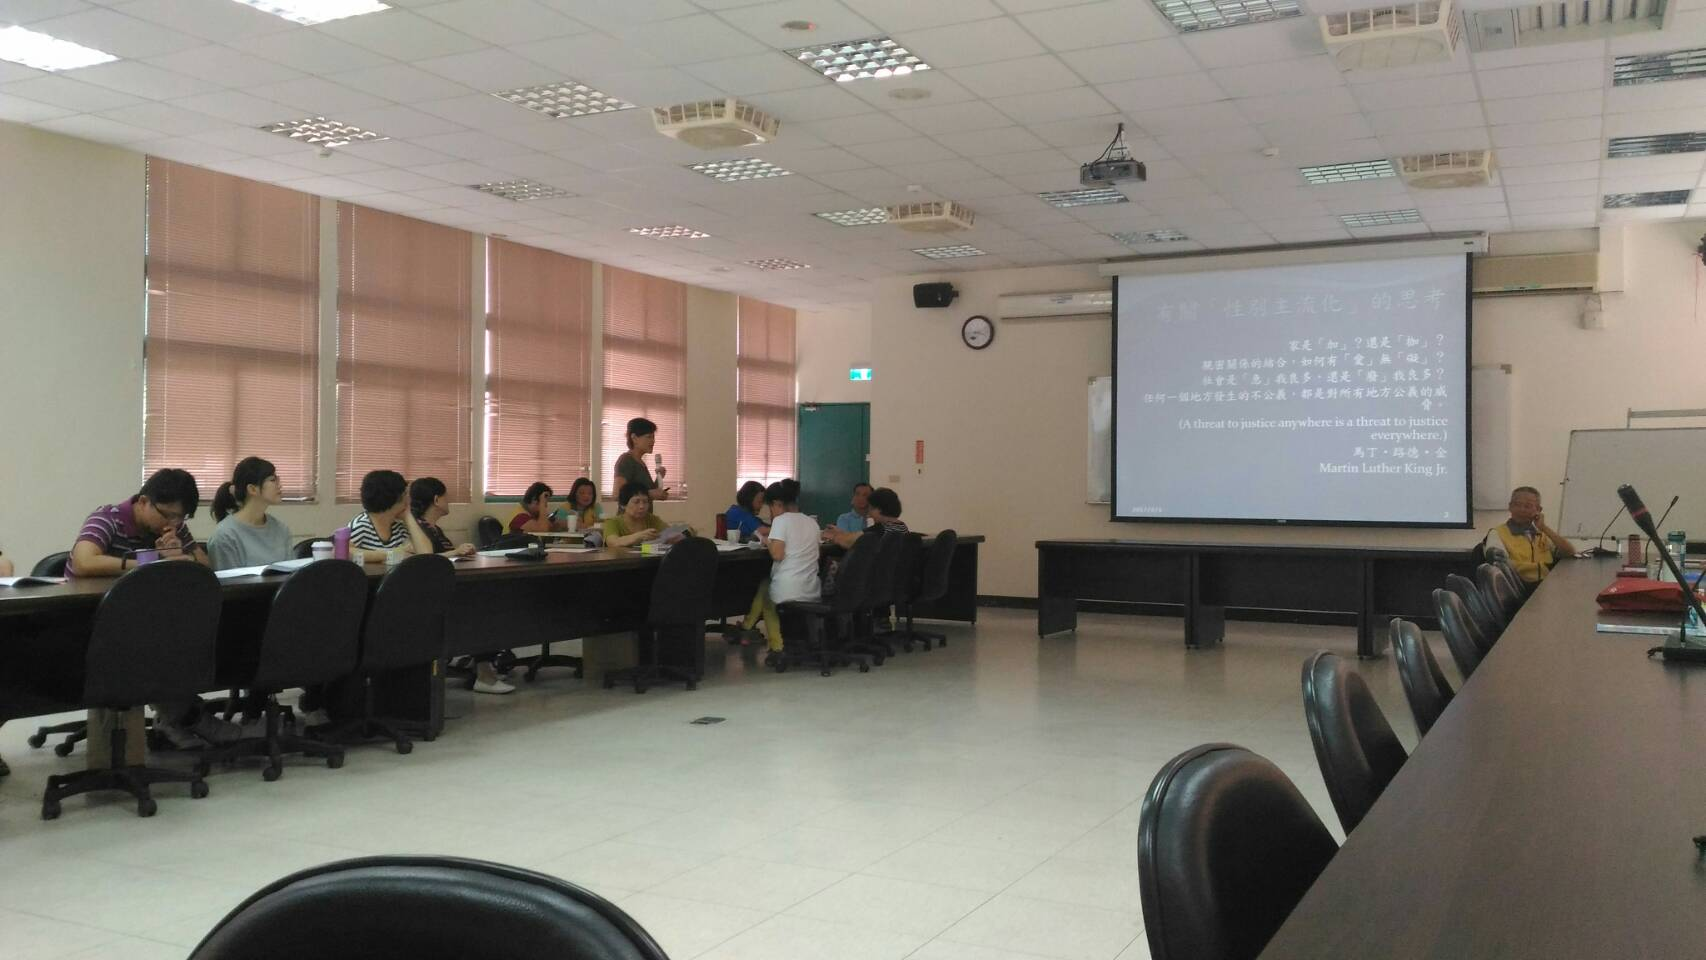 有關「性別主流化」的思考
家是「加」?還是「枷」?
親密關係的結合,如何有「愛」無「礙」?
社會是「惠」我良多,還是「廢」我良多?
任何一個地方發生的不公義,都是對所有地方公義的威
脅。
(A threat to justice anywhere is a threat to justice
everywhere.)
馬丁・路德・金
Martin Luther King Jr.